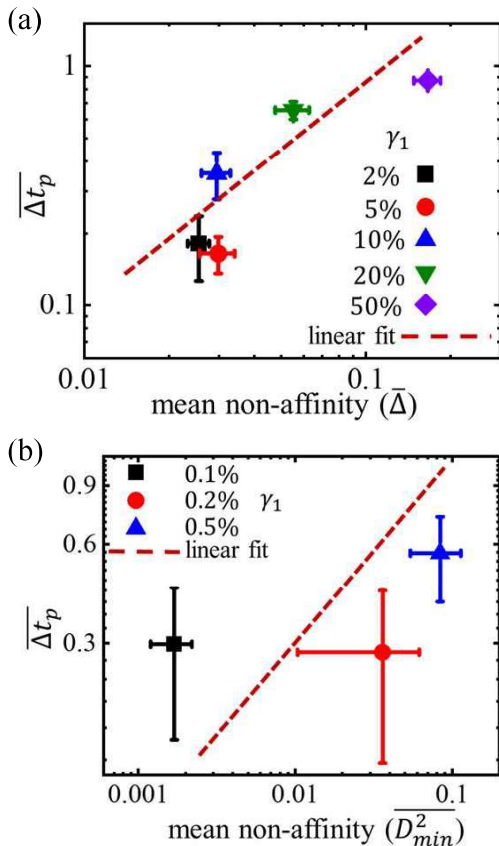 (a)
1
0.1
0.01
0.1
Δt_p
γ₁
2%
5%
10%
20%
50%
linear fit
mean non-affinity (Δ̄)
(b)
0.1%
0.2% γ₁
0.5%
linear fit
0.9
0.6
0.3
Δt_p
0.001
0.01
0.1
mean non-affinity (D²_min)